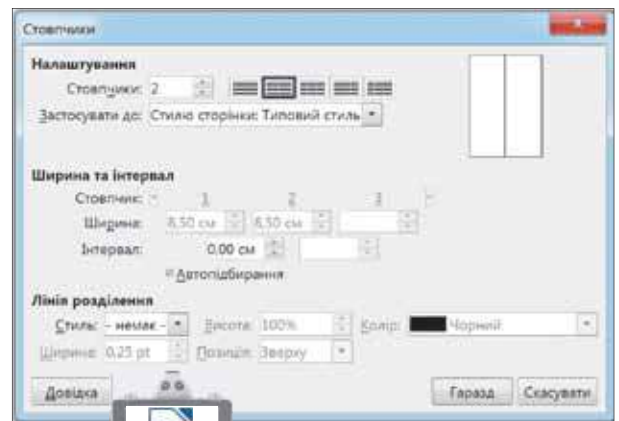 Стовпчики
Налаштування
Стовпчики: 2
Застосувати до: Стилю сторінки: Типовий стиль
Ширина та інтервал
Стовпчик: 1 2 3
Ширина: 8,50 см 8,50 см
Інтервал: 0,00 см
Автопідбирання
Лінія розділення
Стиль: - немає - Висота: 100% Колір: Чорний
Ширина: 0,25 pt Позиція: Зверху
Довідка Гаразд Скасувати